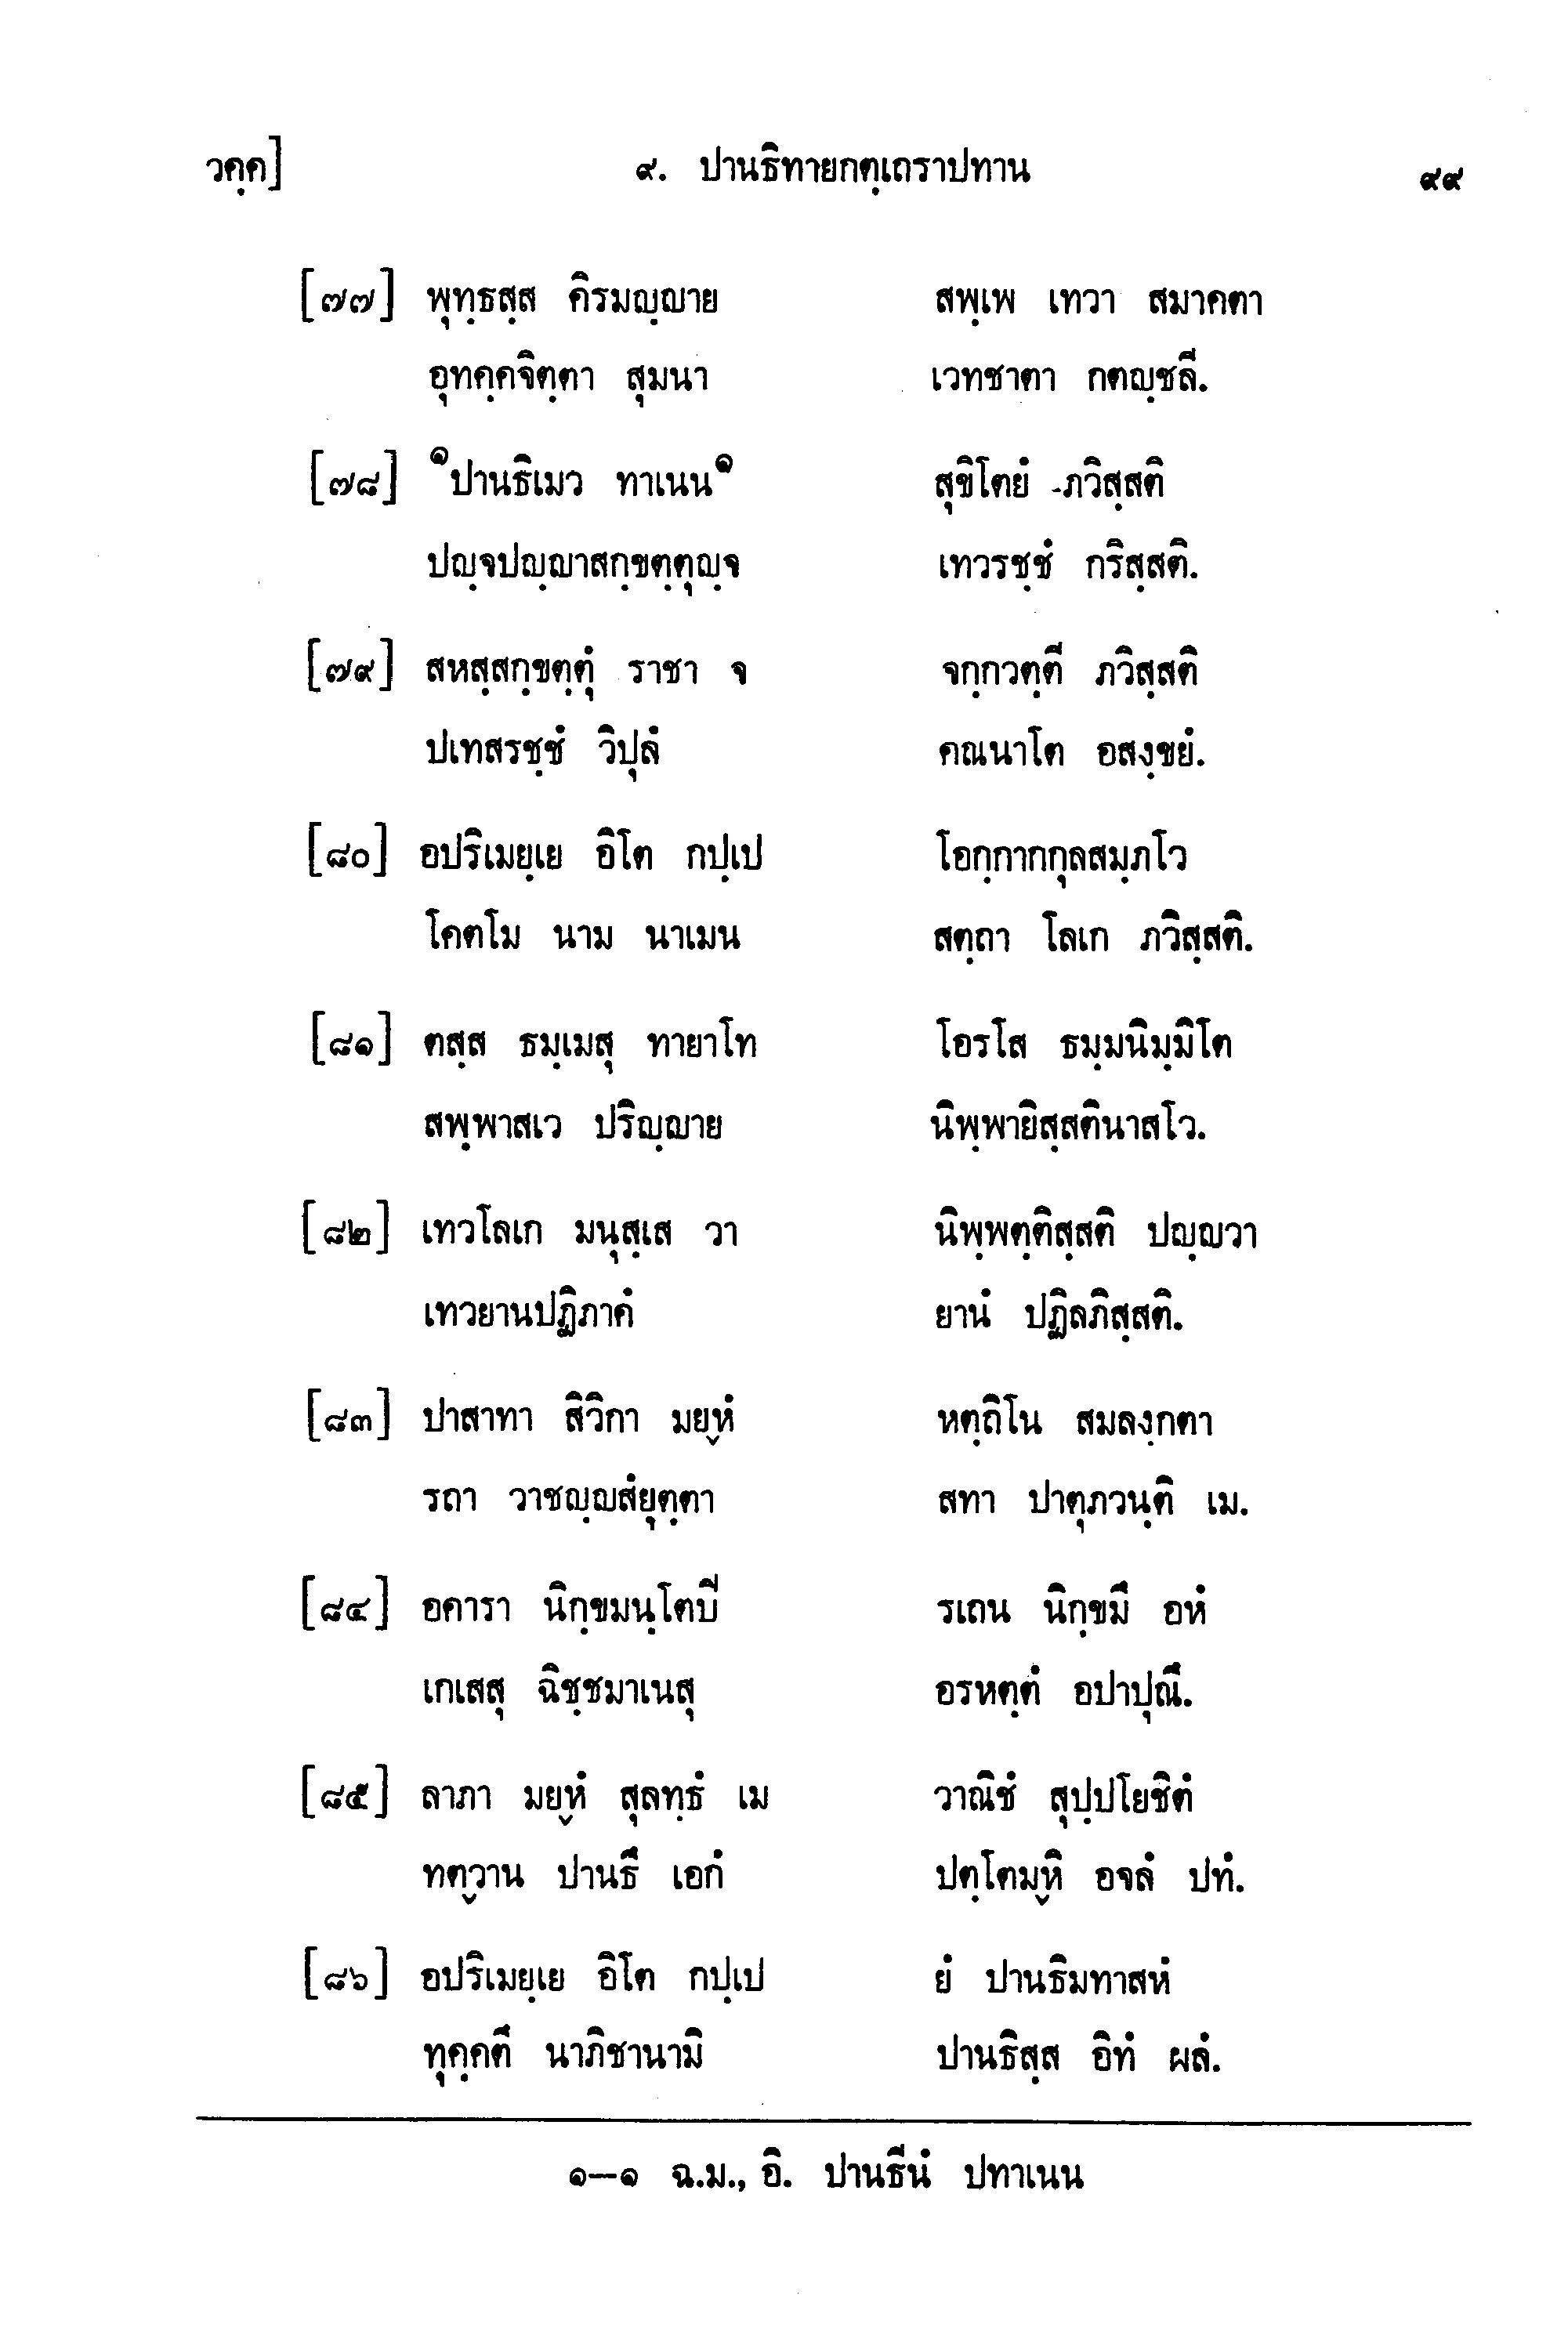 วคฺค] ๙. ปานธิทายกตฺเถราปทาน ๙๙
[๗๗] พุทฺธสฺส คิรมญฺญาย สพฺเพ เทวา สมาคตา
อุทคฺคจิตฺตา สุมนา เวทชาตา กตญฺชลี.
[๗๘] ๑ปานธิเมว ทาเนน๑ สุขิโตยํ ภวิสฺสติ
ปญฺจปญฺญาสกฺขตฺตุญฺจ เทวรชฺชํ กริสฺสติ.
[๗๙] สหสฺสกฺขตฺตุํ ราชา จ จกฺกวตฺตี ภวิสฺสติ
ปเทสรชฺชํ วิปุลํ คณนาโต อสงฺขยํ.
[๘๐] อปริเมยฺเย อิโต กปฺเป โอกฺกากกุลสมฺภโว
โคตโม นาม นาเมน สตฺถา โลเก ภวิสฺสติ.
[๘๑] ตสฺส ธมฺเมสุ ทายาโท โอรโส ธมฺมนิมฺมิโต
สพฺพาสเว ปริญฺญาย นิพฺพายิสฺสตินาสโว.
[๘๒] เทวโลเก มนุสฺเส วา นิพฺพตฺติสฺสติ ปญฺญวา
เทวยานปฏิภาคํ ยานํ ปฏิลภิสฺสติ.
[๘๓] ปาสาทา สิวิกา มยฺหํ หตฺถิโน สมลงฺกตา
รถา วาชญฺญสํยุตฺตา สทา ปาตุภวนฺติ เม.
[๘๔] อคารา นิกฺขมนฺโตปิ รเถน นิกฺขมึ อหํ
เกเสสุ ฉิชฺชมาเนสุ อรหตฺตํ อปาปุณึ.
[๘๕] ลาภา มยฺหํ สุลทฺธํ เม วาณิชํ สุปฺปโยชิตํ
ทตฺวาน ปานธึ เอกํ ปตฺโตมฺหิ อจลํ ปทํ.
[๘๖] อปริเมยฺเย อิโต กปฺเป ยํ ปานธิมทาสหํ
ทุคฺคตึ นาภิชานามิ ปานธิสฺส อิทํ ผลํ.
๑—๑ ฉ.ม., อิ. ปานธีนํ ปทาเนน